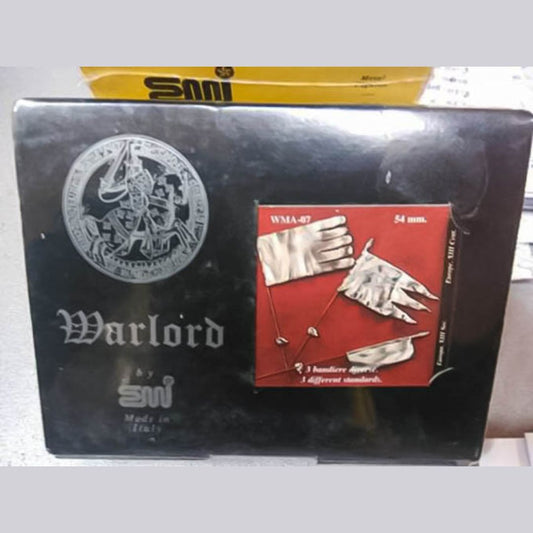 SMI
Warlord
by
SMI
Made in
Italy
WMA-07
54 mm.
Europe, XIII Cent.
Europa, XIII Sec.
3 bandiere diverse.
3 different standards.